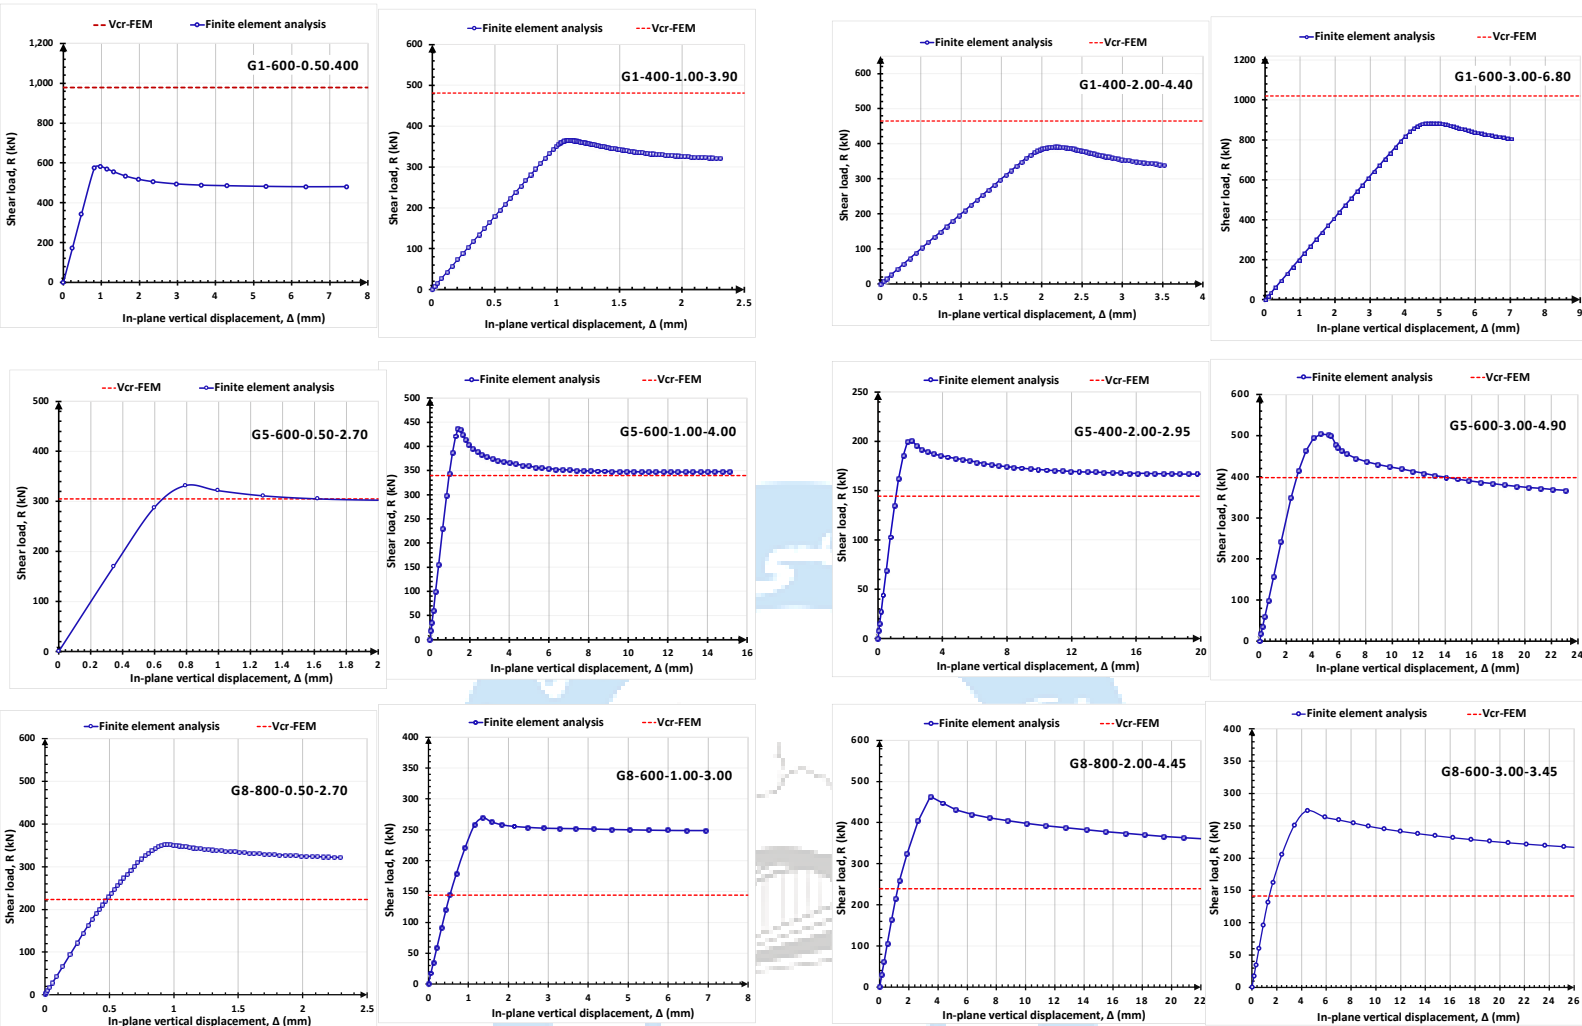 Vcr-FEM Finite element analysis
G1-600-0.50.400
Shear load, R (kN)
1,200
1,000
800
600
400
200
0
0 1 2 3 4 5 6 7 8
In-plane vertical displacement, Δ (mm)
Finite element analysis Vcr-FEM
G1-400-1.00-3.90
Shear load, R (kN)
600
500
400
300
200
100
0
0 0.5 1 1.5 2 2.5
In-plane vertical displacement, Δ (mm)
Finite element analysis Vcr-FEM
G1-400-2.00-4.40
Shear load, R (kN)
600
500
400
300
200
100
0
0 0.5 1 1.5 2 2.5 3 3.5 4
In-plane vertical displacement, Δ (mm)
Finite element analysis Vcr-FEM
G1-600-3.00-6.80
Shear load, R (kN)
1200
1000
800
600
400
200
0
0 1 2 3 4 5 6 7 8 9
In-plane vertical displacement, Δ (mm)
Vcr-FEM Finite element analysis
G5-600-0.50-2.70
Shear load, R (kN)
500
400
300
200
100
0
0 0.2 0.4 0.6 0.8 1 1.2 1.4 1.6 1.8 2
In-plane vertical displacement, Δ (mm)
Finite element analysis Vcr-FEM
G5-600-1.00-4.00
Shear load, R (kN)
500
450
400
350
300
250
200
150
100
50
0
0 2 4 6 8 10 12 14 16
In-plane vertical displacement, Δ (mm)
Finite element analysis Vcr-FEM
G5-400-2.00-2.95
Shear load, R (kN)
250
200
150
100
50
0
0 4 8 12 16 20
In-plane vertical displacement, Δ (mm)
Finite element analysis Vcr-FEM
G5-600-3.00-4.90
Shear load, R (kN)
600
500
400
300
200
100
0
0 2 4 6 8 10 12 14 16 18 20 22 24
In-plane vertical displacement, Δ (mm)
Finite element analysis Vcr-FEM
G8-800-0.50-2.70
Shear load, R (kN)
600
500
400
300
200
100
0
0 0.5 1 1.5 2 2.5
In-plane vertical displacement, Δ (mm)
Finite element analysis Vcr-FEM
G8-600-1.00-3.00
Shear load, R (kN)
400
350
300
250
200
150
100
50
0
0 1 2 3 4 5 6 7 8
In-plane vertical displacement, Δ (mm)
Finite element analysis Vcr-FEM
G8-800-2.00-4.45
Shear load, R (kN)
600
500
400
300
200
100
0
0 2 4 6 8 10 12 14 16 18 20 22
In-plane vertical displacement, Δ (mm)
Finite element analysis Vcr-FEM
G8-600-3.00-3.45
Shear load, R (kN)
400
350
300
250
200
150
100
50
0
0 2 4 6 8 10 12 14 16 18 20 22 24 26
In-plane vertical displacement, Δ (mm)